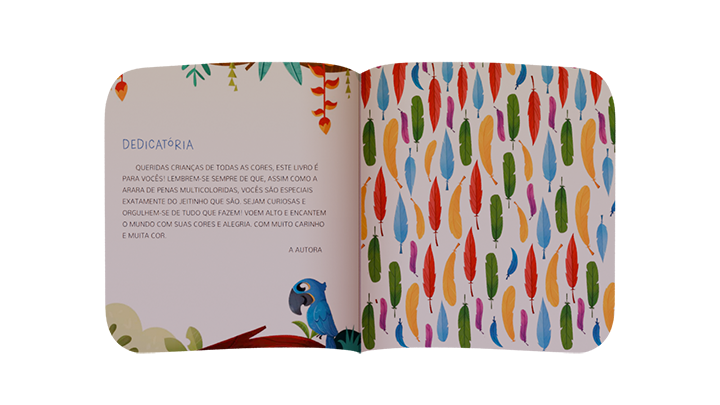 DEDICATÓRIA
QUERIDAS CRIANÇAS DE TODAS AS CORES, ESTE LIVRO É
PARA VOCÊS! LEMBREM-SE SEMPRE DE QUE, ASSIM COMO A
ARARA DE PENAS MULTICOLORIDAS, VOCÊS SÃO ESPECIAIS
EXATAMENTE DO JEITINHO QUE SÃO. SEJAM CURIOSAS E
ORGULHEM-SE DE TUDO QUE FAZEM! VOEM ALTO E ENCANTEM
O MUNDO COM SUAS CORES E ALEGRIA. COM MUITO CARINHO
E MUITA COR.
A AUTORA